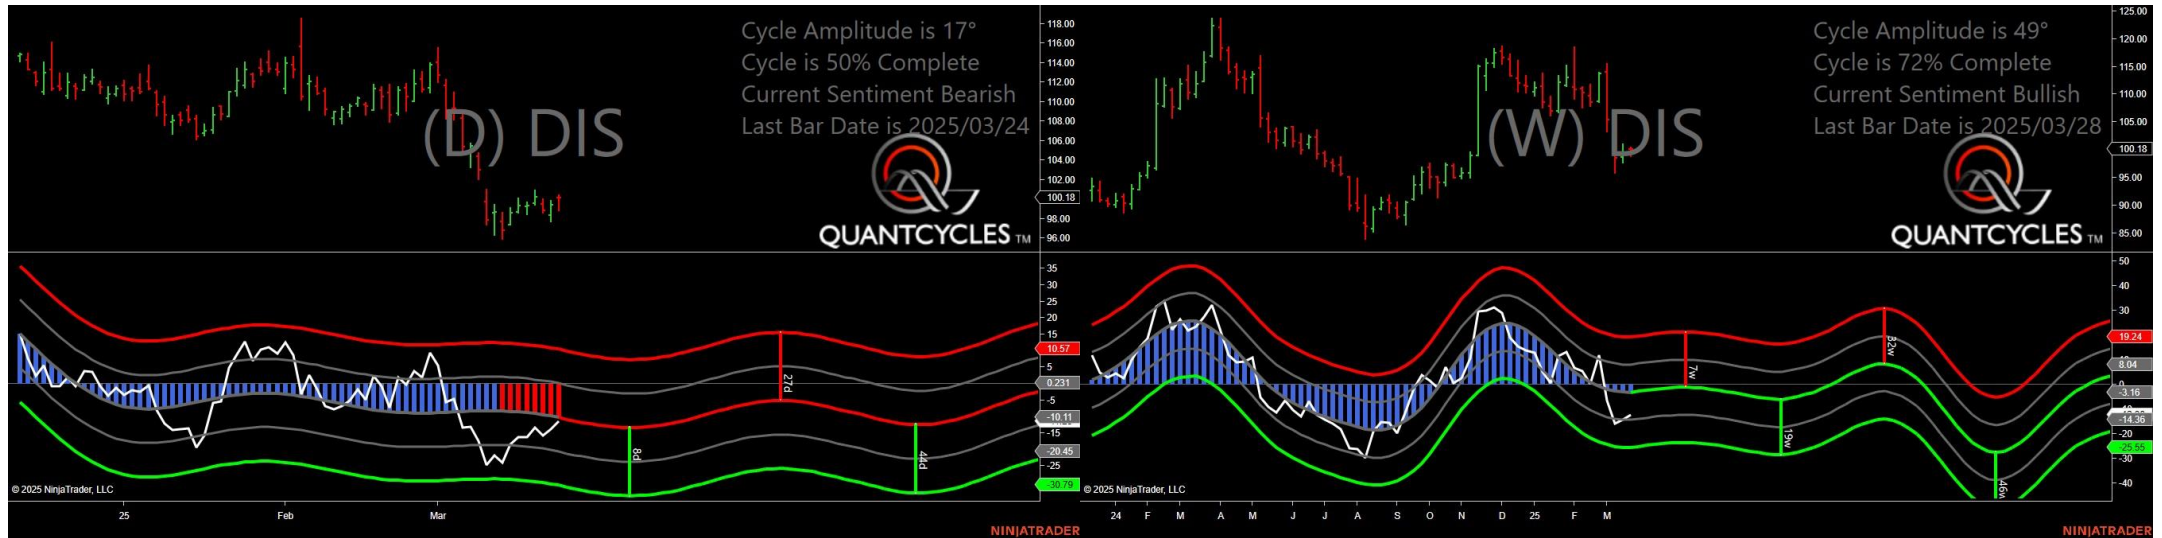 Cycle Amplitude is 17°
Cycle is 50% Complete
Current Sentiment Bearish
Last Bar Date is 2025/03/24
(D) DIS
QUANTCYCLES TM
118.00
116.00
114.00
112.00
110.00
108.00
106.00
104.00
102.00
100.18
98.00
96.00
35
30
25
20
15
10.57
5
0.231
-5
-10.11
-15
-20.45
-25
-30.79
27d
8d
44d
© 2025 NinjaTrader, LLC
25
Feb
Mar
NINJATRADER
Cycle Amplitude is 49°
Cycle is 72% Complete
Current Sentiment Bullish
Last Bar Date is 2025/03/28
(W) DIS
QUANTCYCLES TM
125.00
120.00
115.00
110.00
105.00
100.18
95.00
90.00
85.00
50
40
30
19.24
8.04
0
-3.16
-14.36
-20
-25.55
-30
-40
7w
32w
19w
46w
© 2025 NinjaTrader, LLC
24 F M A M J J A S O N D 25 F M
NINJATRADER